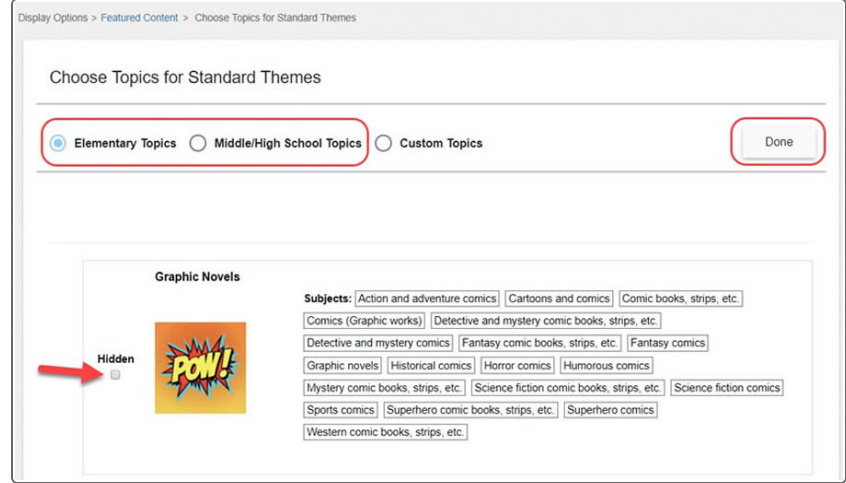 Display Options > Featured Content > Choose Topics for Standard Themes
Choose Topics for Standard Themes
Elementary Topics Middle/High School Topics Custom Topics Done
Graphic Novels
Subjects: Action and adventure comics Cartoons and comics Comic books, strips, etc.
Comics (Graphic works) Detective and mystery comic books, strips, etc.
Detective and mystery comics Fantasy comic books, strips, etc. Fantasy comics
Hidden
POW!
Graphic novels Historical comics Horror comics Humorous comics
Mystery comic books, strips, etc. Science fiction comic books, strips, etc. Science fiction comics
Sports comics Superhero comic books, strips, etc. Superhero comics
Western comic books, strips, etc.